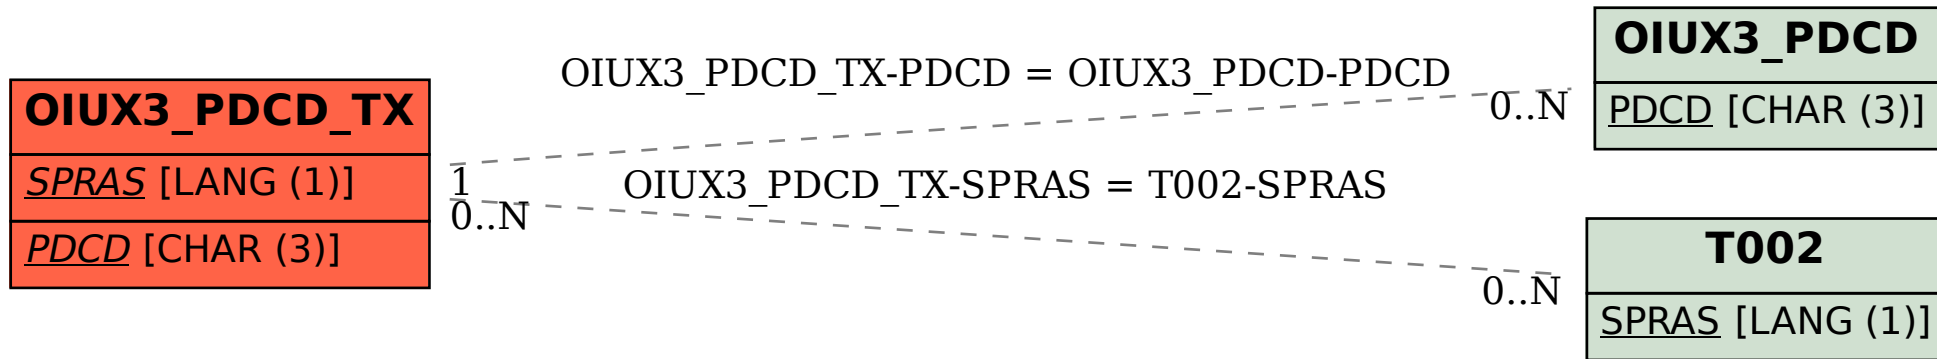 OIUX3_PDCD_TX
SPRAS [LANG (1)]
PDCD [CHAR (3)]
OIUX3_PDCD_TX-PDCD = OIUX3_PDCD-PDCD
1
0..N
OIUX3_PDCD_TX-SPRAS = T002-SPRAS
0..N
0..N
OIUX3_PDCD
PDCD [CHAR (3)]
T002
SPRAS [LANG (1)]